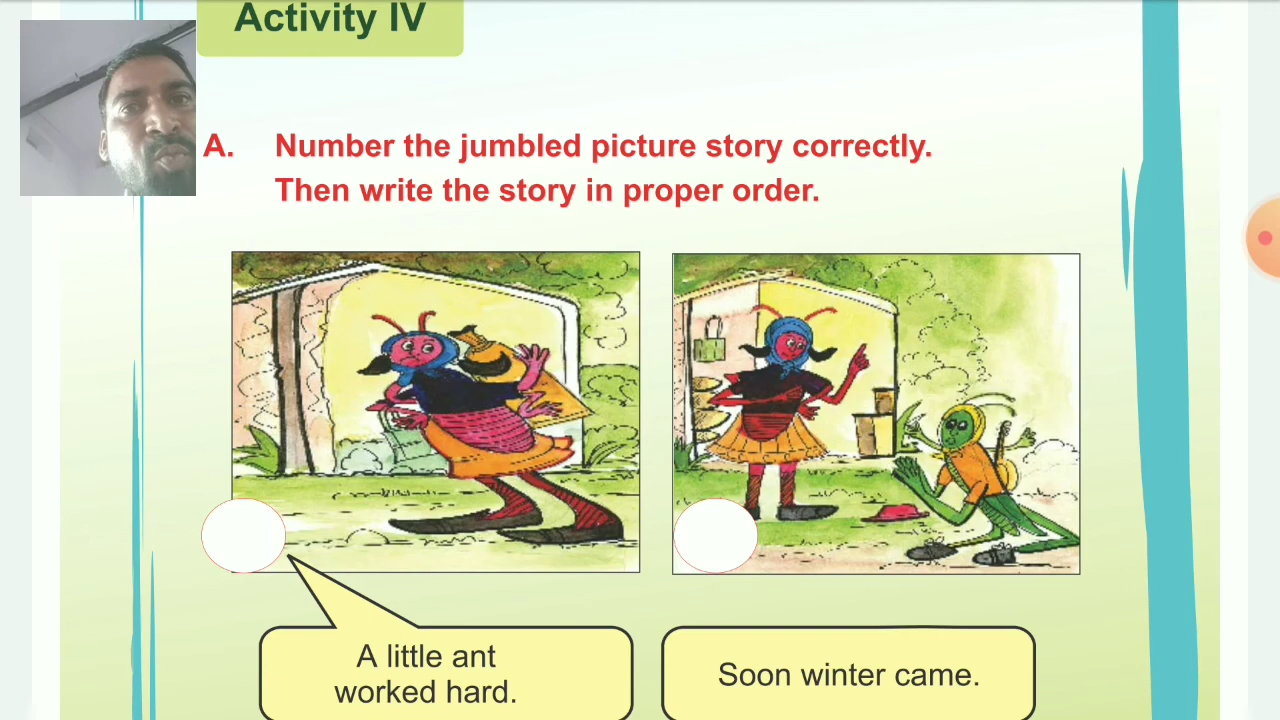 Activity IV
A. Number the jumbled picture story correctly.
Then write the story in proper order.
A little ant
worked hard.
Soon winter came.